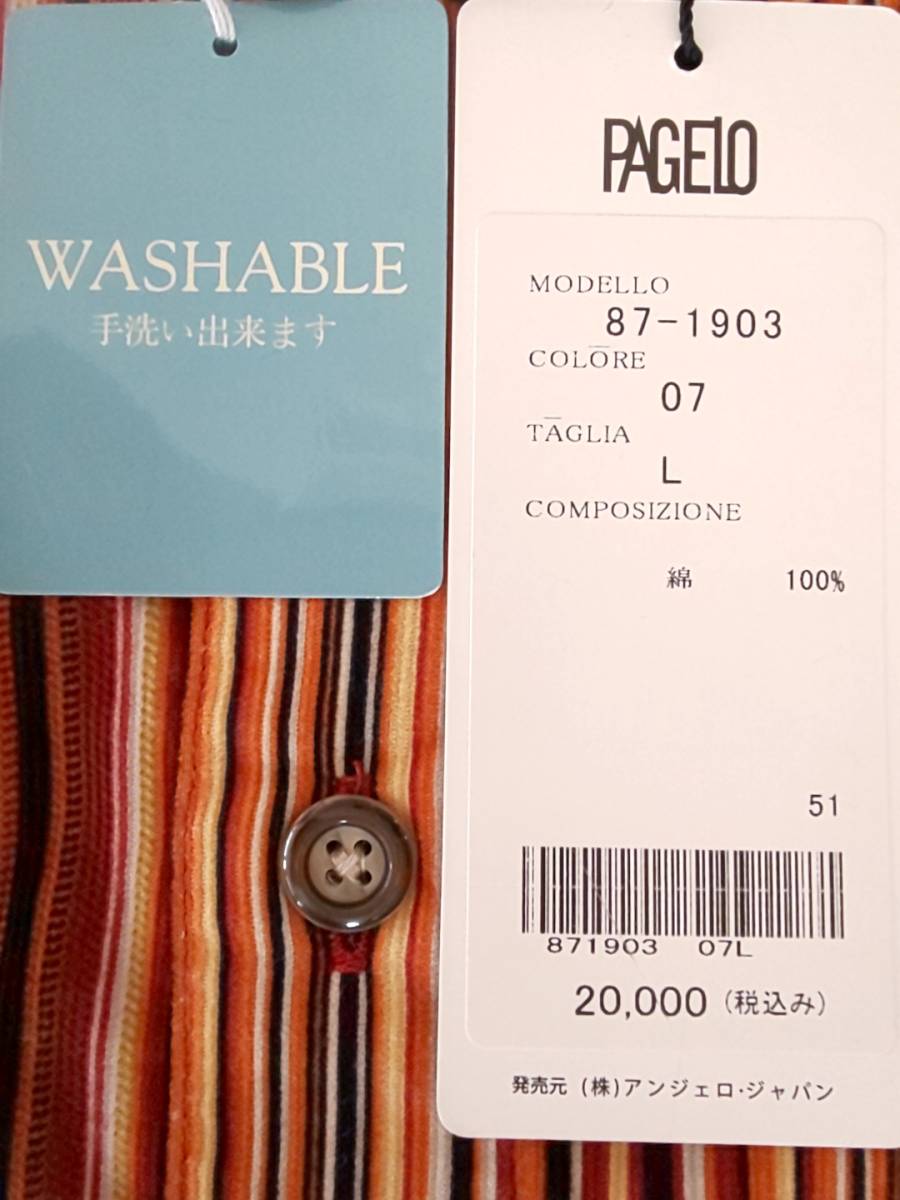 WASHABLE
手洗い出来ます
PAGELO
MODELLO
87-1903
COLORE
07
TAGLIA
L
COMPOSIZIONE
綿 100%
51
871903 07L
20,000 (税込み)
発売元 (株)アンジェロ·ジャパン